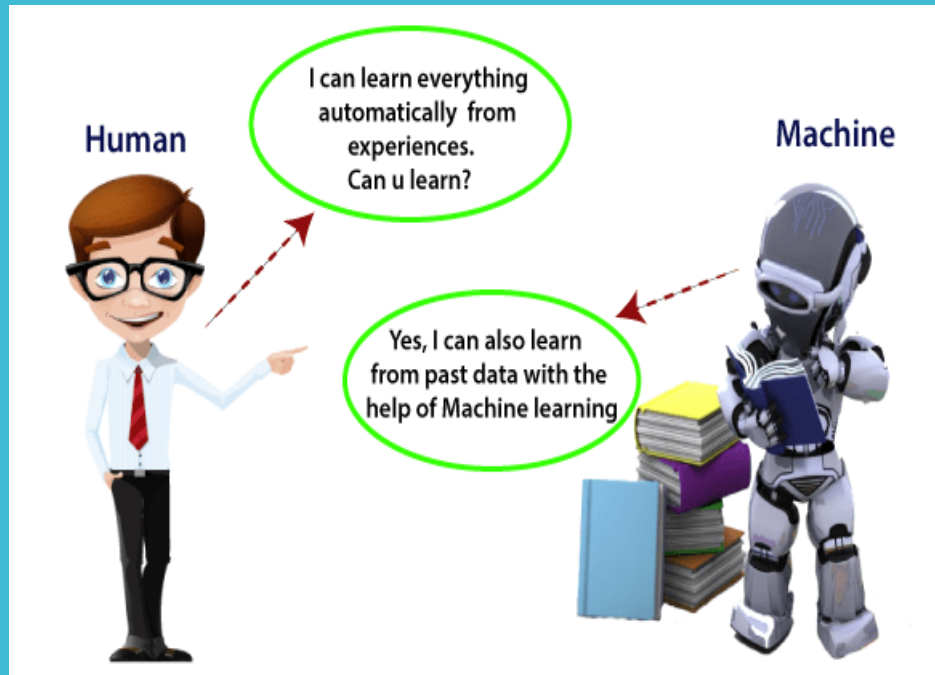 Human
I can learn everything
automatically from
experiences.
Can u learn?
Machine
Yes, I can also learn
from past data with the
help of Machine learning